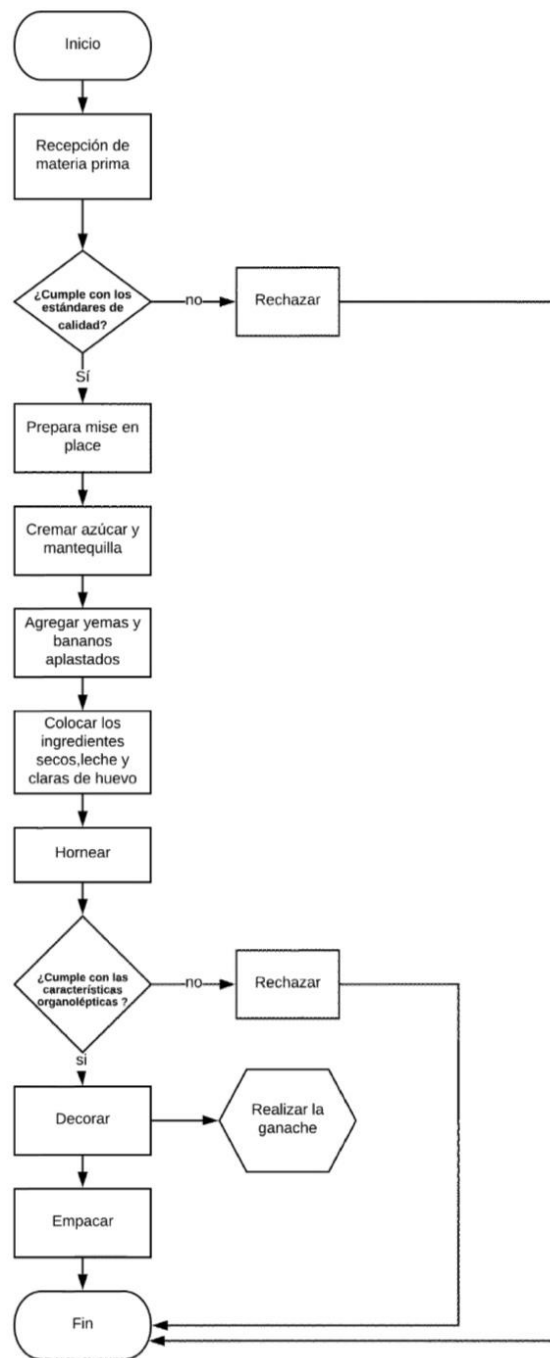 Inicio
Recepción de
materia prima
¿Cumple con los
estándares de
calidad?
no
Rechazar
Sí
Prepara mise en
place
Cremar azúcar y
mantequilla
Agregar yemas y
bananos
aplastados
Colocar los
ingredientes
secos,leche y
claras de huevo
Hornear
¿Cumple con las
características
organolépticas ?
no
Rechazar
si
Decorar
Realizar la
ganache
Empacar
Fin